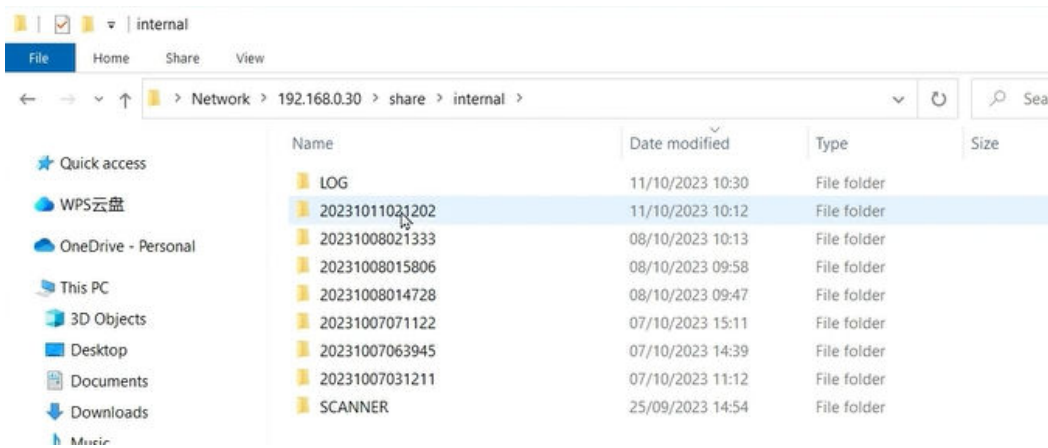 internal
File Home Share View
Network > 192.168.0.30 > share > internal >
Name Date modified Type Size
Quick access
WPS云盘
OneDrive - Personal
This PC
3D Objects
Desktop
Documents
Downloads
Music
LOG 11/10/2023 10:30 File folder
20231011021202 11/10/2023 10:12 File folder
20231008021333 08/10/2023 10:13 File folder
20231008015806 08/10/2023 09:58 File folder
20231008014728 08/10/2023 09:47 File folder
20231007071122 07/10/2023 15:11 File folder
20231007063945 07/10/2023 14:39 File folder
20231007031211 07/10/2023 11:12 File folder
SCANNER 25/09/2023 14:54 File folder